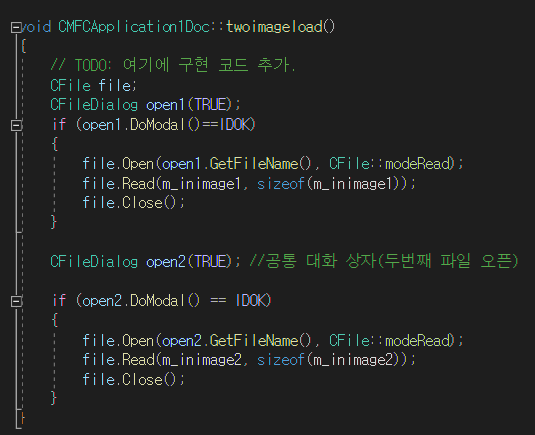 void CMFCApplication1Doc::twoimageload()
{
// TODO: 여기에 구현 코드 추가.
CFile file;
CFileDialog open1(TRUE);
if (open1.DoModal()==IDOK)
{
file.Open(open1.GetFileName(), CFile::modeRead);
file.Read(m_inimage1, sizeof(m_inimage1));
file.Close();
}
CFileDialog open2(TRUE); //공통 대화 상자(두번째 파일 오픈)
if (open2.DoModal() == IDOK)
{
file.Open(open2.GetFileName(), CFile::modeRead);
file.Read(m_inimage2, sizeof(m_inimage2));
file.Close();
}
}